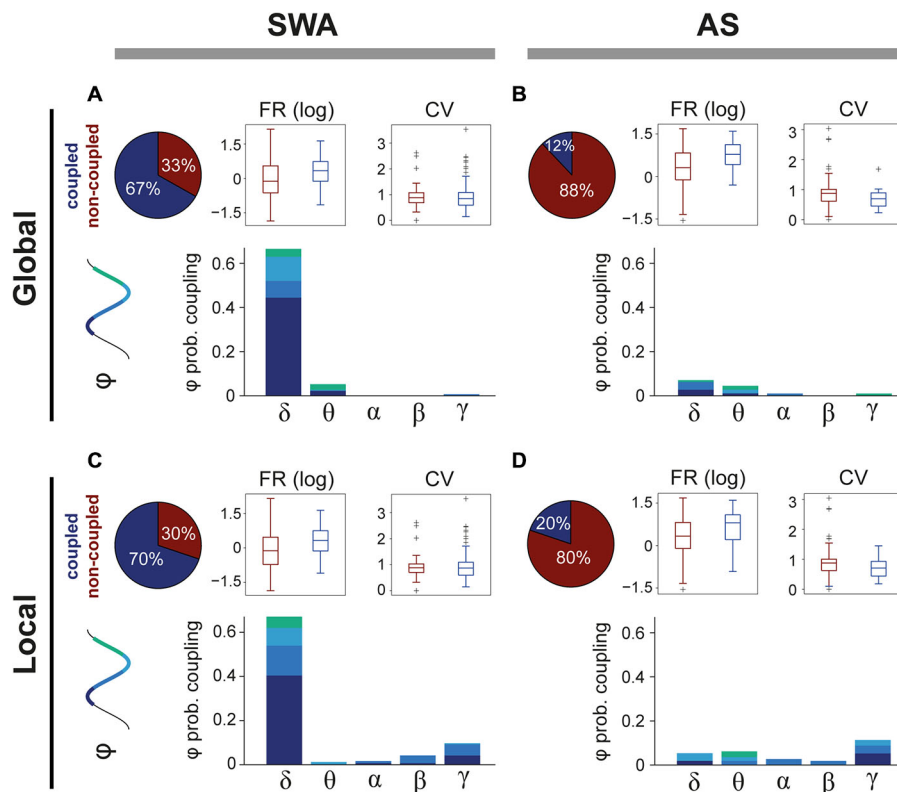 SWA AS
A B
FR (log) CV FR (log) CV
Global
coupled
non-coupled
33%
67%
1.5
0
−1.5
3
2
1
0
12%
88%
1.5
0
−1.5
3
2
1
0
φ
φ prob. coupling
0.6
0.4
0.2
0
δ θ α β γ
φ prob. coupling
0.6
0.4
0.2
0
δ θ α β γ
C D
FR (log) CV FR (log) CV
Local
coupled
non-coupled
30%
70%
1.5
0
−1.5
3
2
1
0
20%
80%
1.5
0
−1.5
3
2
1
0
φ
φ prob. coupling
0.6
0.4
0.2
0
δ θ α β γ
φ prob. coupling
0.6
0.4
0.2
0
δ θ α β γ